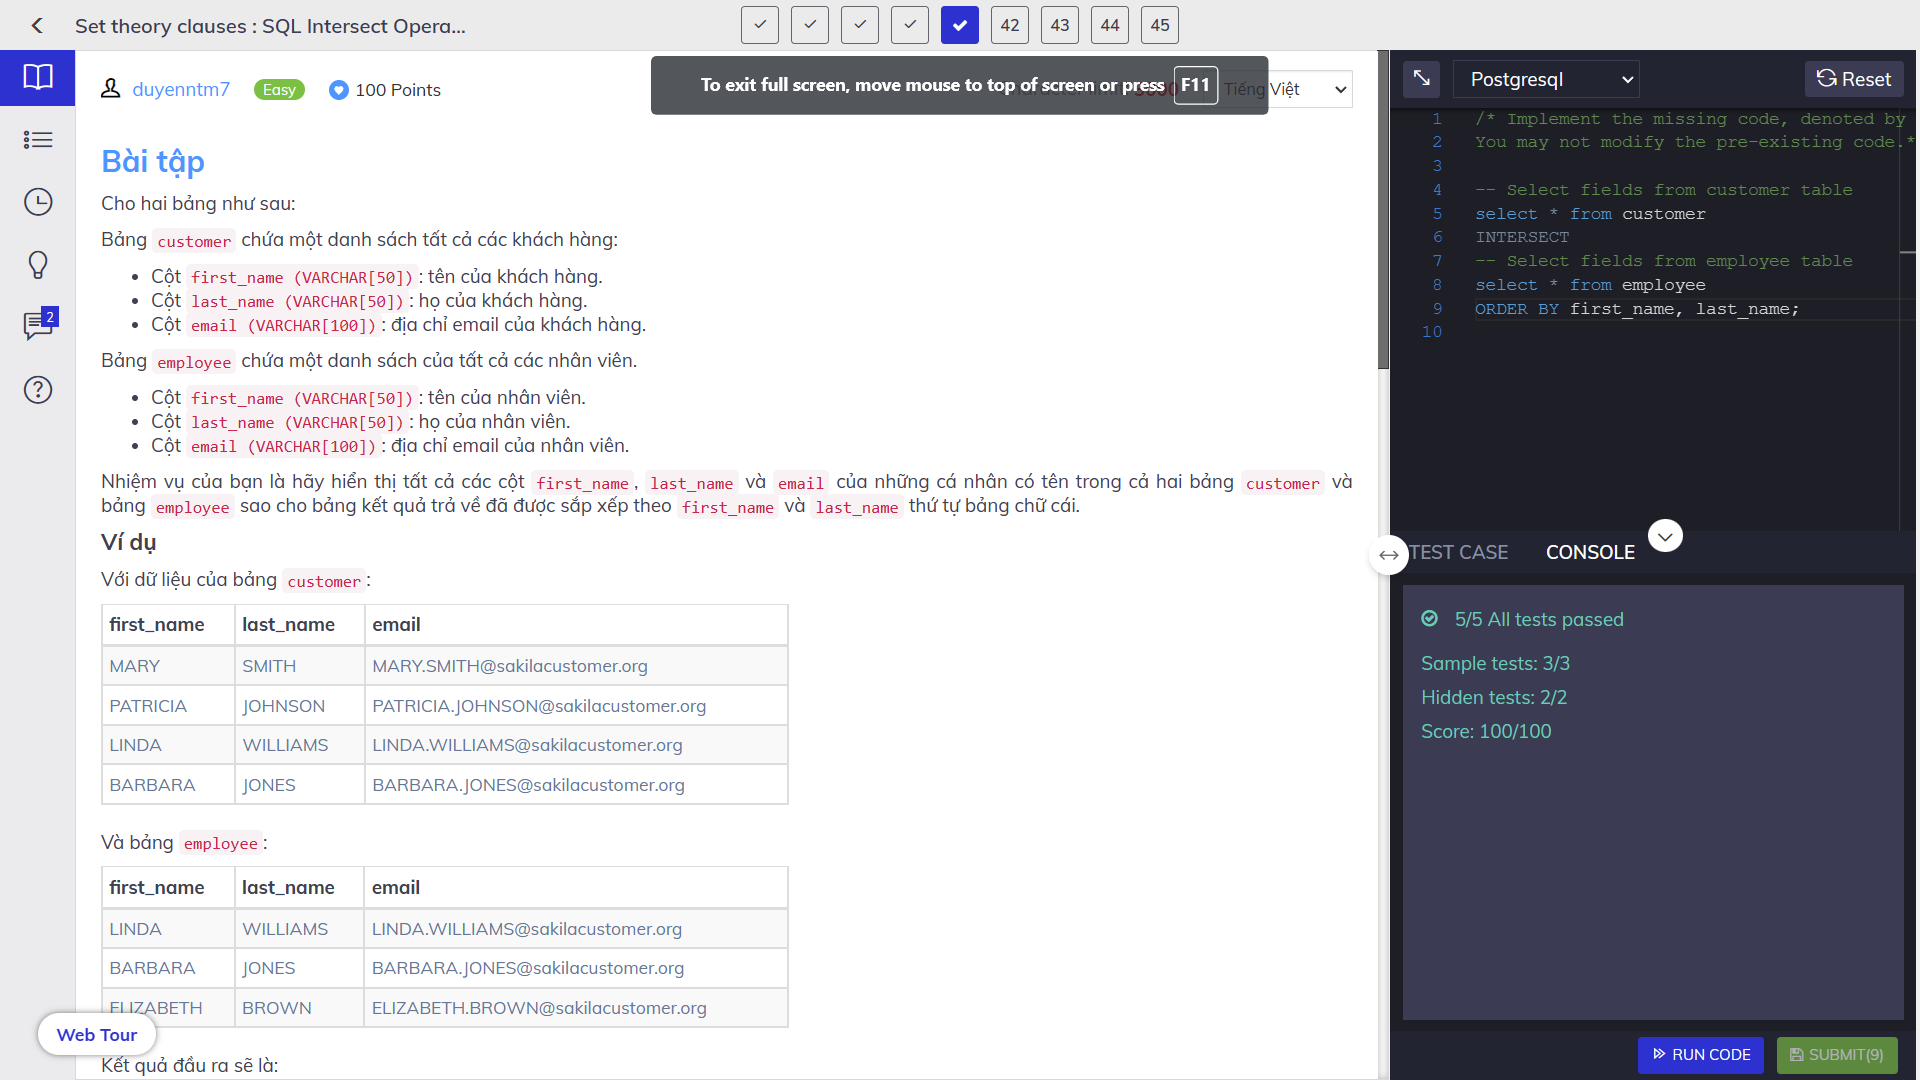 Set theory clauses : SQL Intersect Opera...
42
43
44
45
duyenntm7
Easy
100 Points
To exit full screen, move mouse to top of screen or press F11
Tiếng Việt
Bài tập
Cho hai bảng như sau:
Bảng customer chứa một danh sách tất cả các khách hàng:
Cột first_name (VARCHAR[50]): tên của khách hàng.
Cột last_name (VARCHAR[50]): họ của khách hàng.
Cột email (VARCHAR[100]): địa chỉ email của khách hàng.
Bảng employee chứa một danh sách của tất cả các nhân viên.
Cột first_name (VARCHAR[50]): tên của nhân viên.
Cột last_name (VARCHAR[50]): họ của nhân viên.
Cột email (VARCHAR[100]): địa chỉ email của nhân viên.
Nhiệm vụ của bạn là hãy hiển thị tất cả các cột first_name, last_name và email của những cá nhân có tên trong cả hai bảng customer và
bảng employee sao cho bảng kết quả trả về đã được sắp xếp theo first_name và last_name thứ tự bảng chữ cái.
Ví dụ
Với dữ liệu của bảng customer:
first_name last_name email
MARY SMITH MARY.SMITH@sakilacustomer.org
PATRICIA JOHNSON PATRICIA.JOHNSON@sakilacustomer.org
LINDA WILLIAMS LINDA.WILLIAMS@sakilacustomer.org
BARBARA JONES BARBARA.JONES@sakilacustomer.org
Và bảng employee:
first_name last_name email
LINDA WILLIAMS LINDA.WILLIAMS@sakilacustomer.org
BARBARA JONES BARBARA.JONES@sakilacustomer.org
ELIZABETH BROWN ELIZABETH.BROWN@sakilacustomer.org
Kết quả đầu ra sẽ là:
2
Web Tour
Postgresql
Reset
1 /* Implement the missing code, denoted by
2 You may not modify the pre-existing code.*
3
4 -- Select fields from customer table
5 select * from customer
6 INTERSECT
7 -- Select fields from employee table
8 select * from employee
9 ORDER BY first_name, last_name;
10
TEST CASE
CONSOLE
5/5 All tests passed
Sample tests: 3/3
Hidden tests: 2/2
Score: 100/100
RUN CODE
SUBMIT(9)